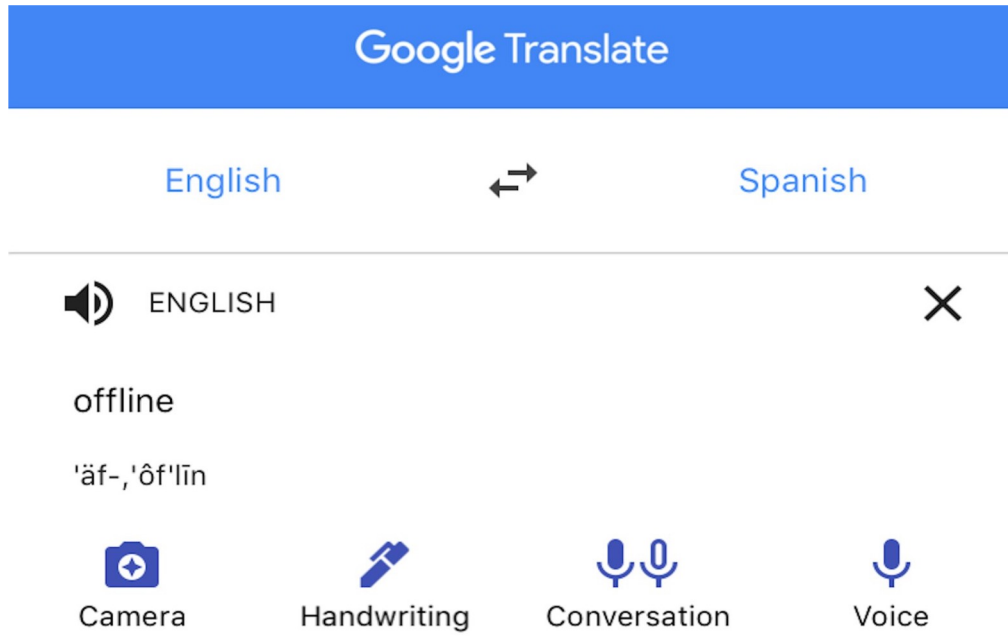 Google Translate
English Spanish
ENGLISH
offline
'äf-,'ôf'līn
Camera Handwriting Conversation Voice